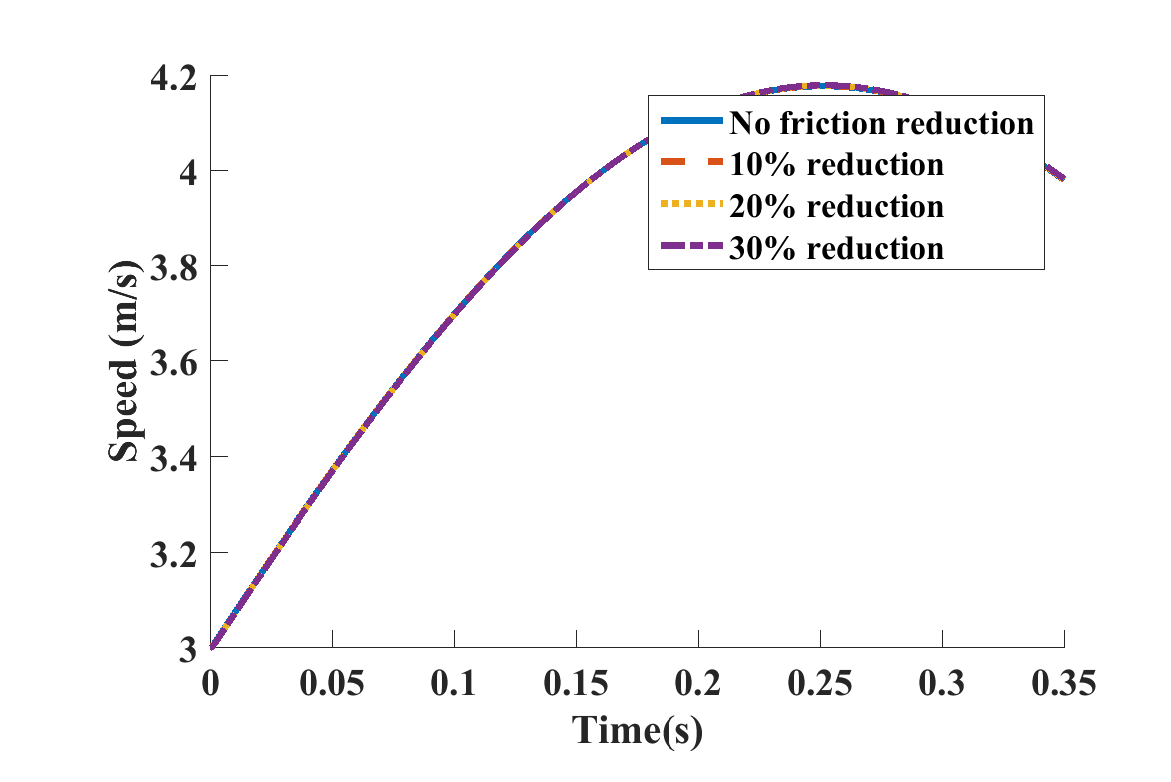 4.2
4
3.8
3.6
3.4
3.2
3
Speed (m/s)
No friction reduction
10% reduction
20% reduction
30% reduction
0 0.05 0.1 0.15 0.2 0.25 0.3 0.35
Time(s)